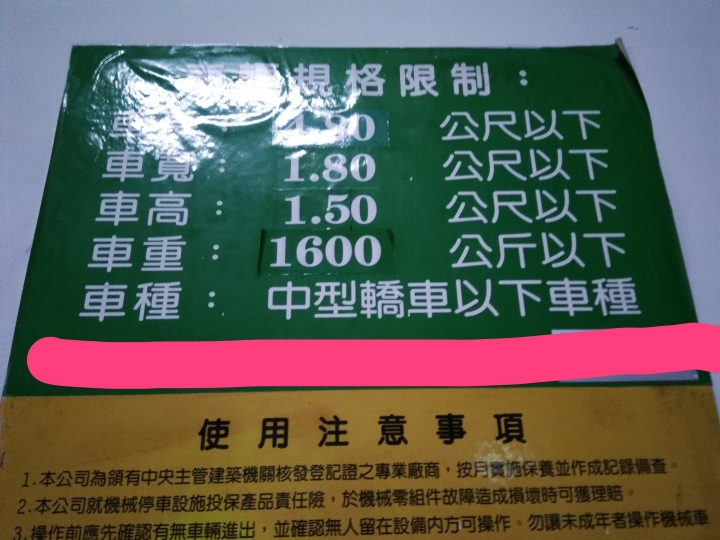 規格限制：
車 ： 4.90 公尺以下
車寬： 1.80 公尺以下
車高： 1.50 公尺以下
車重： 1600 公斤以下
車種： 中型轎車以下車種
使用注意事項
1.本公司為領有中央主管建築機關核發登記證之專業廠商，按月實施保養並作成記錄備查。
2.本公司就機械停車設施投保產品責任險，於機械零組件故障造成損壞時可獲理賠。
3.操作前應先確認有無車輛進出，並確認無人留在設備內方可操作。勿讓未成年者操作機械車